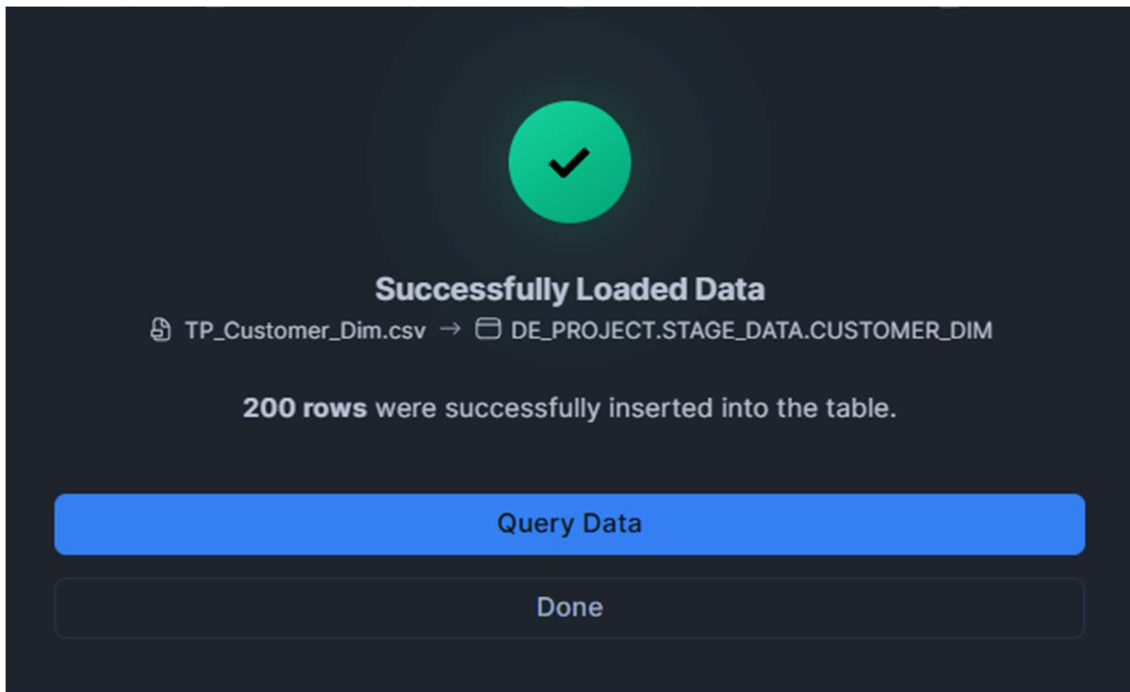 Successfully Loaded Data
TP_Customer_Dim.csv → DE_PROJECT.STAGE_DATA.CUSTOMER_DIM
200 rows were successfully inserted into the table.
Query Data
Done